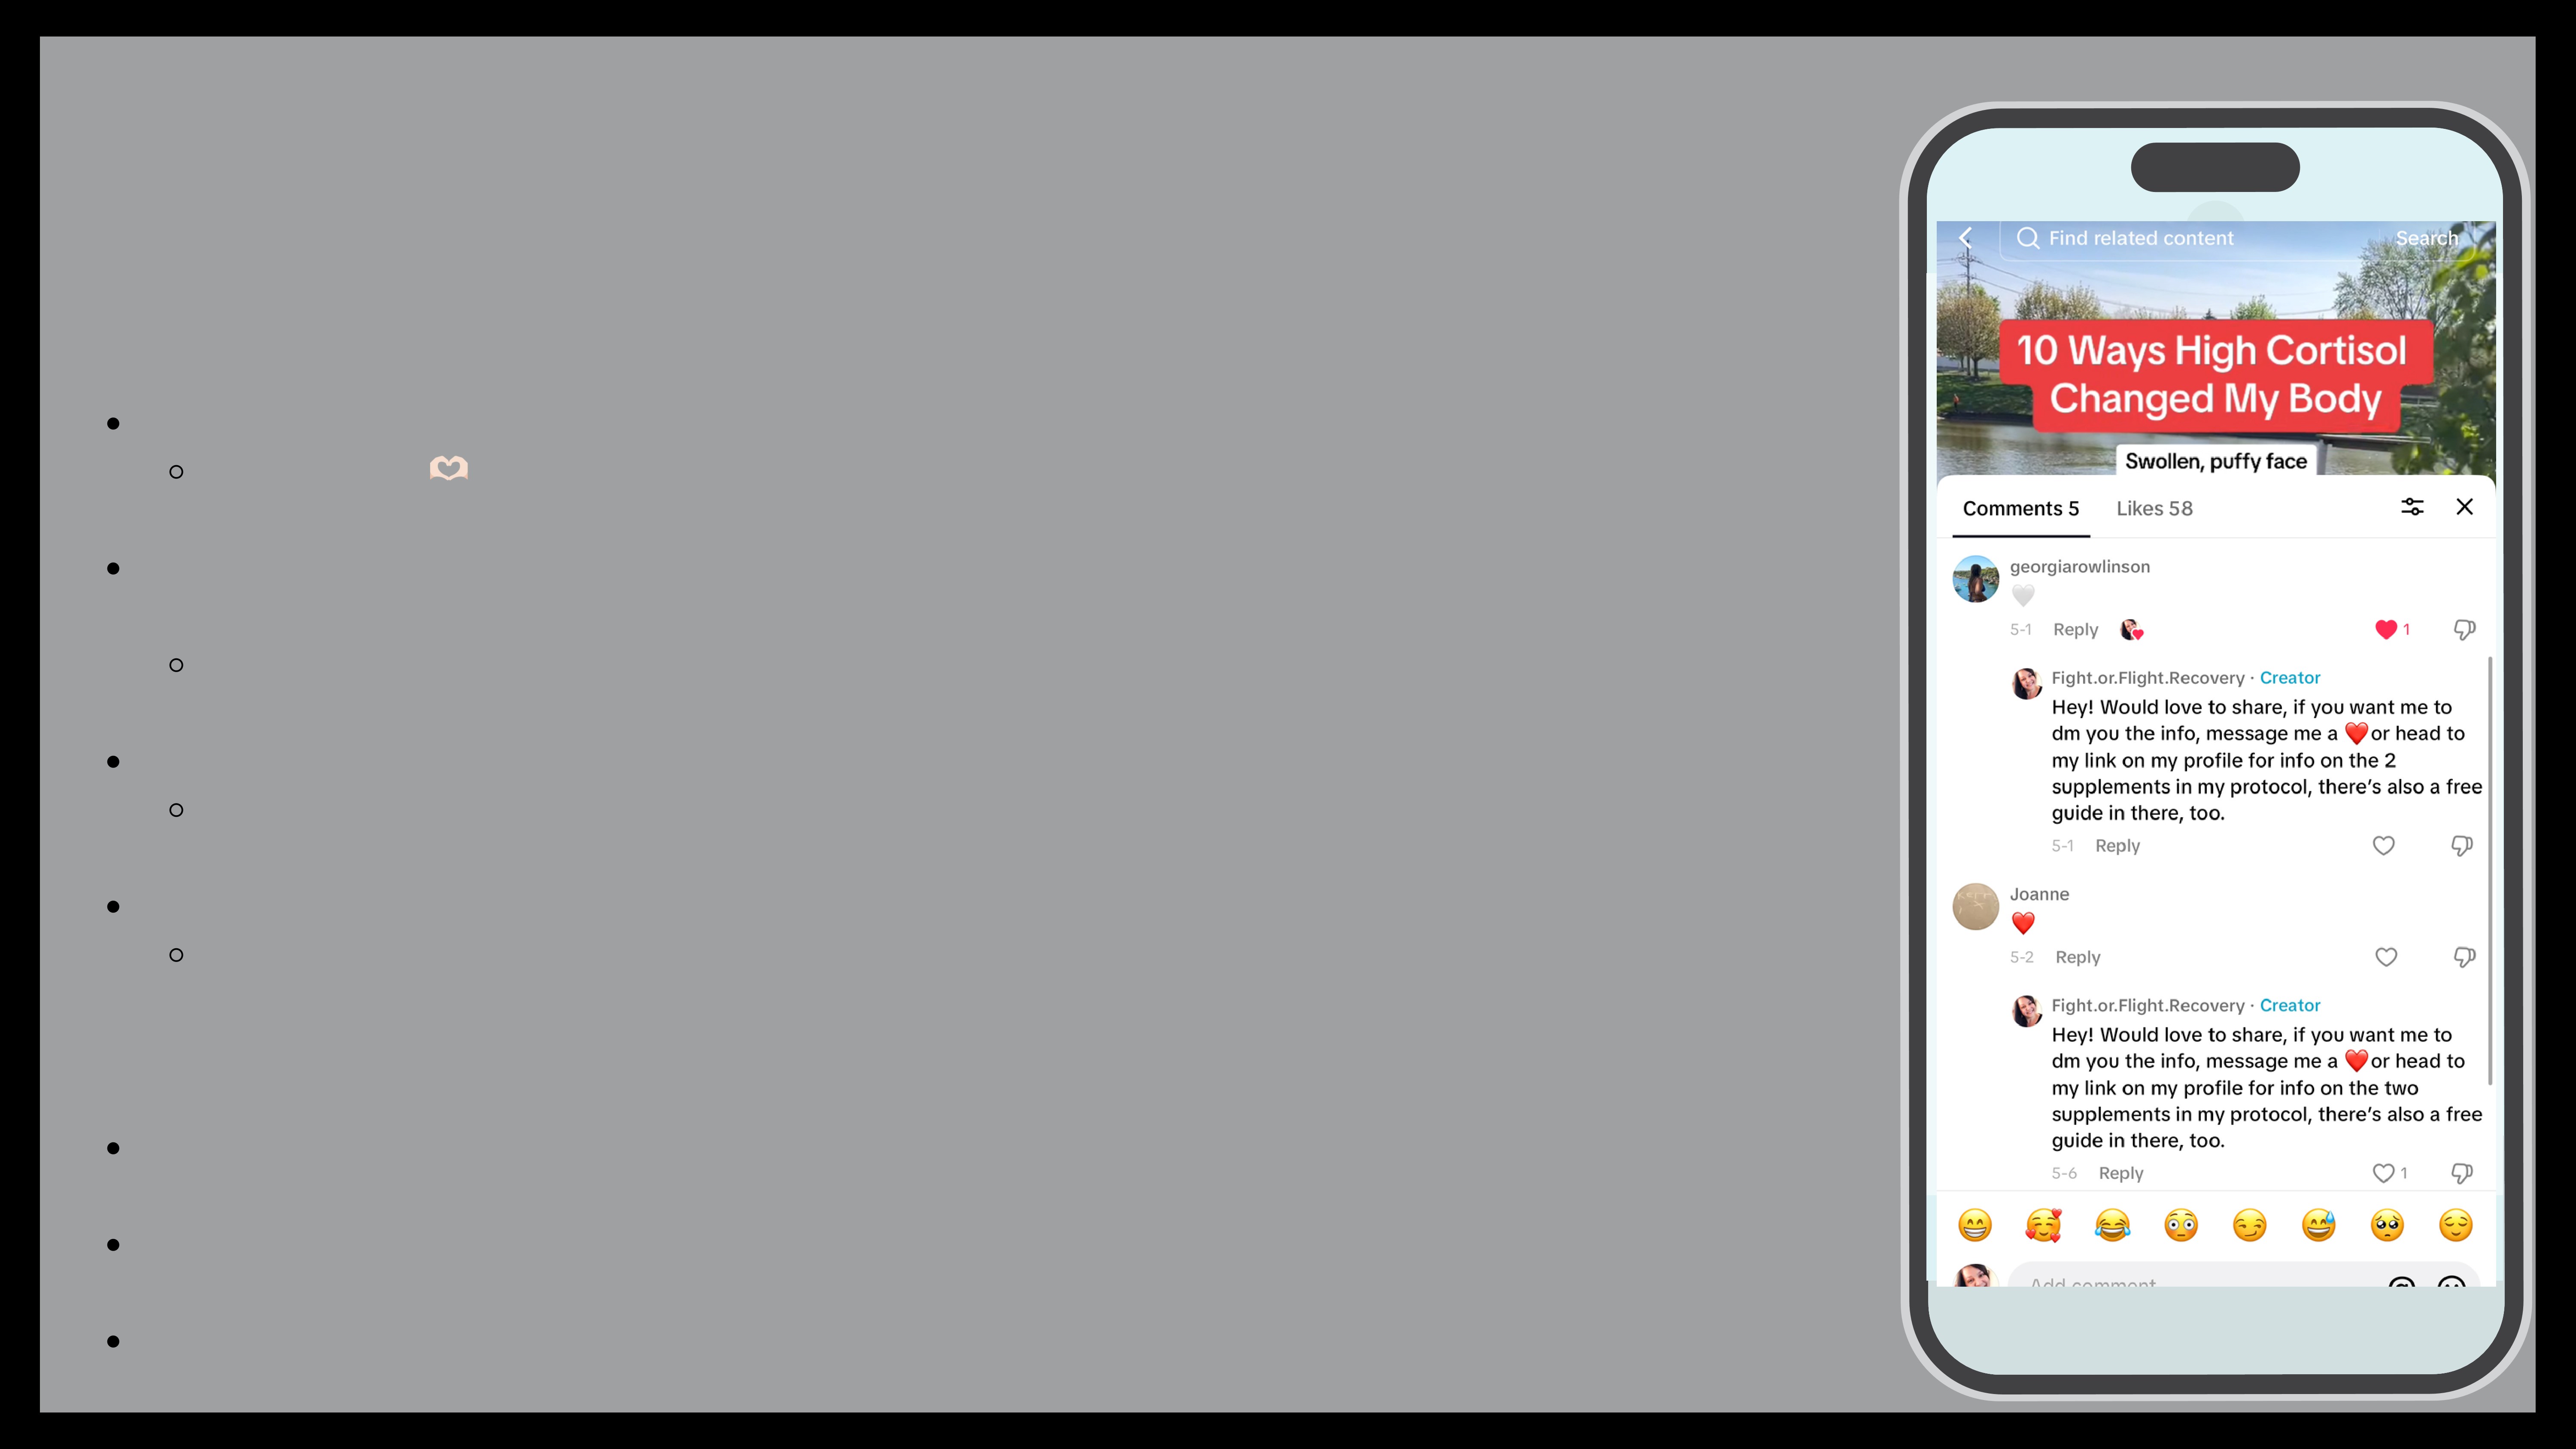 Find related content Search
10 Ways High Cortisol
Changed My Body
Swollen, puffy face
Comments 5 Likes 58
georgiarowlinson
🤍
5-1 Reply 1
Fight.or.Flight.Recovery · Creator
Hey! Would love to share, if you want me to
dm you the info, message me a ❤️or head to
my link on my profile for info on the 2
supplements in my protocol, there's also a free
guide in there, too.
5-1 Reply
Joanne
❤️
5-2 Reply
Fight.or.Flight.Recovery · Creator
Hey! Would love to share, if you want me to
dm you the info, message me a ❤️or head to
my link on my profile for info on the two
supplements in my protocol, there's also a free
guide in there, too.
5-6 Reply 1
Add comment